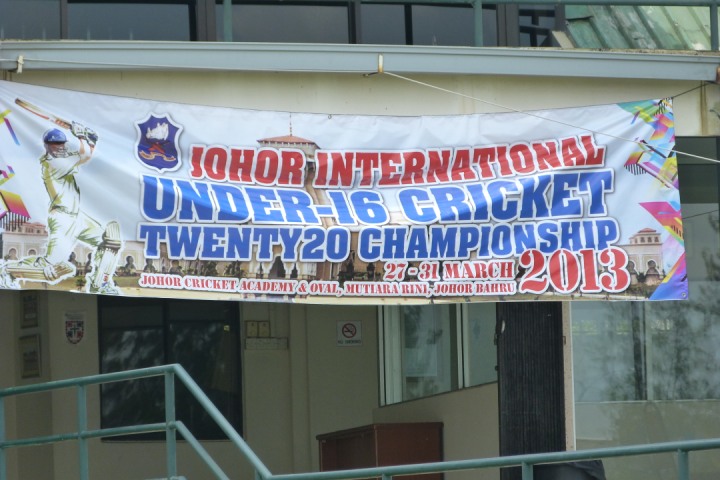 JOHOR INTERNATIONAL
UNDER-16 CRICKET
TWENTY20 CHAMPIONSHIP
27-31 MARCH 2013
JOHOR CRICKET ACADEMY & OVAL, MUTIARA RINI, JOHOR BAHRU